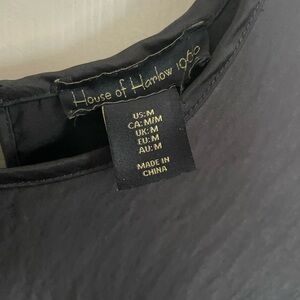 House of Harlow 1960
US: M
CA: M/M
UK: M
EU: M
AU: M
MADE IN
CHINA